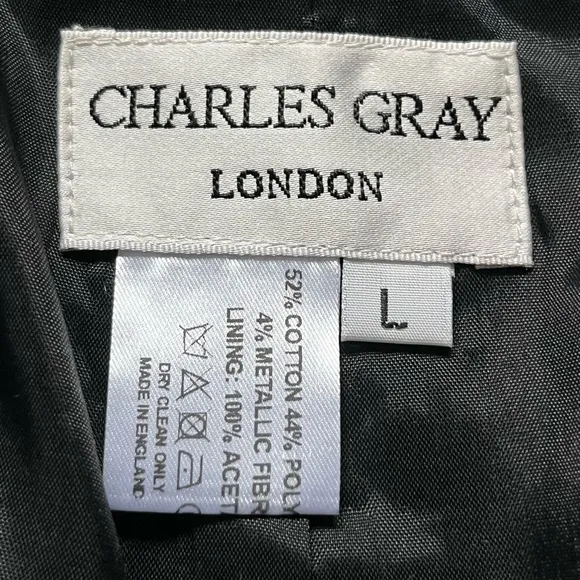 CHARLES GRAY
LONDON
L
52% COTTON 44% POLY
4% METALLIC FIBR
LINING: 100% ACET
DRY CLEAN ONLY
MADE IN ENGLAND